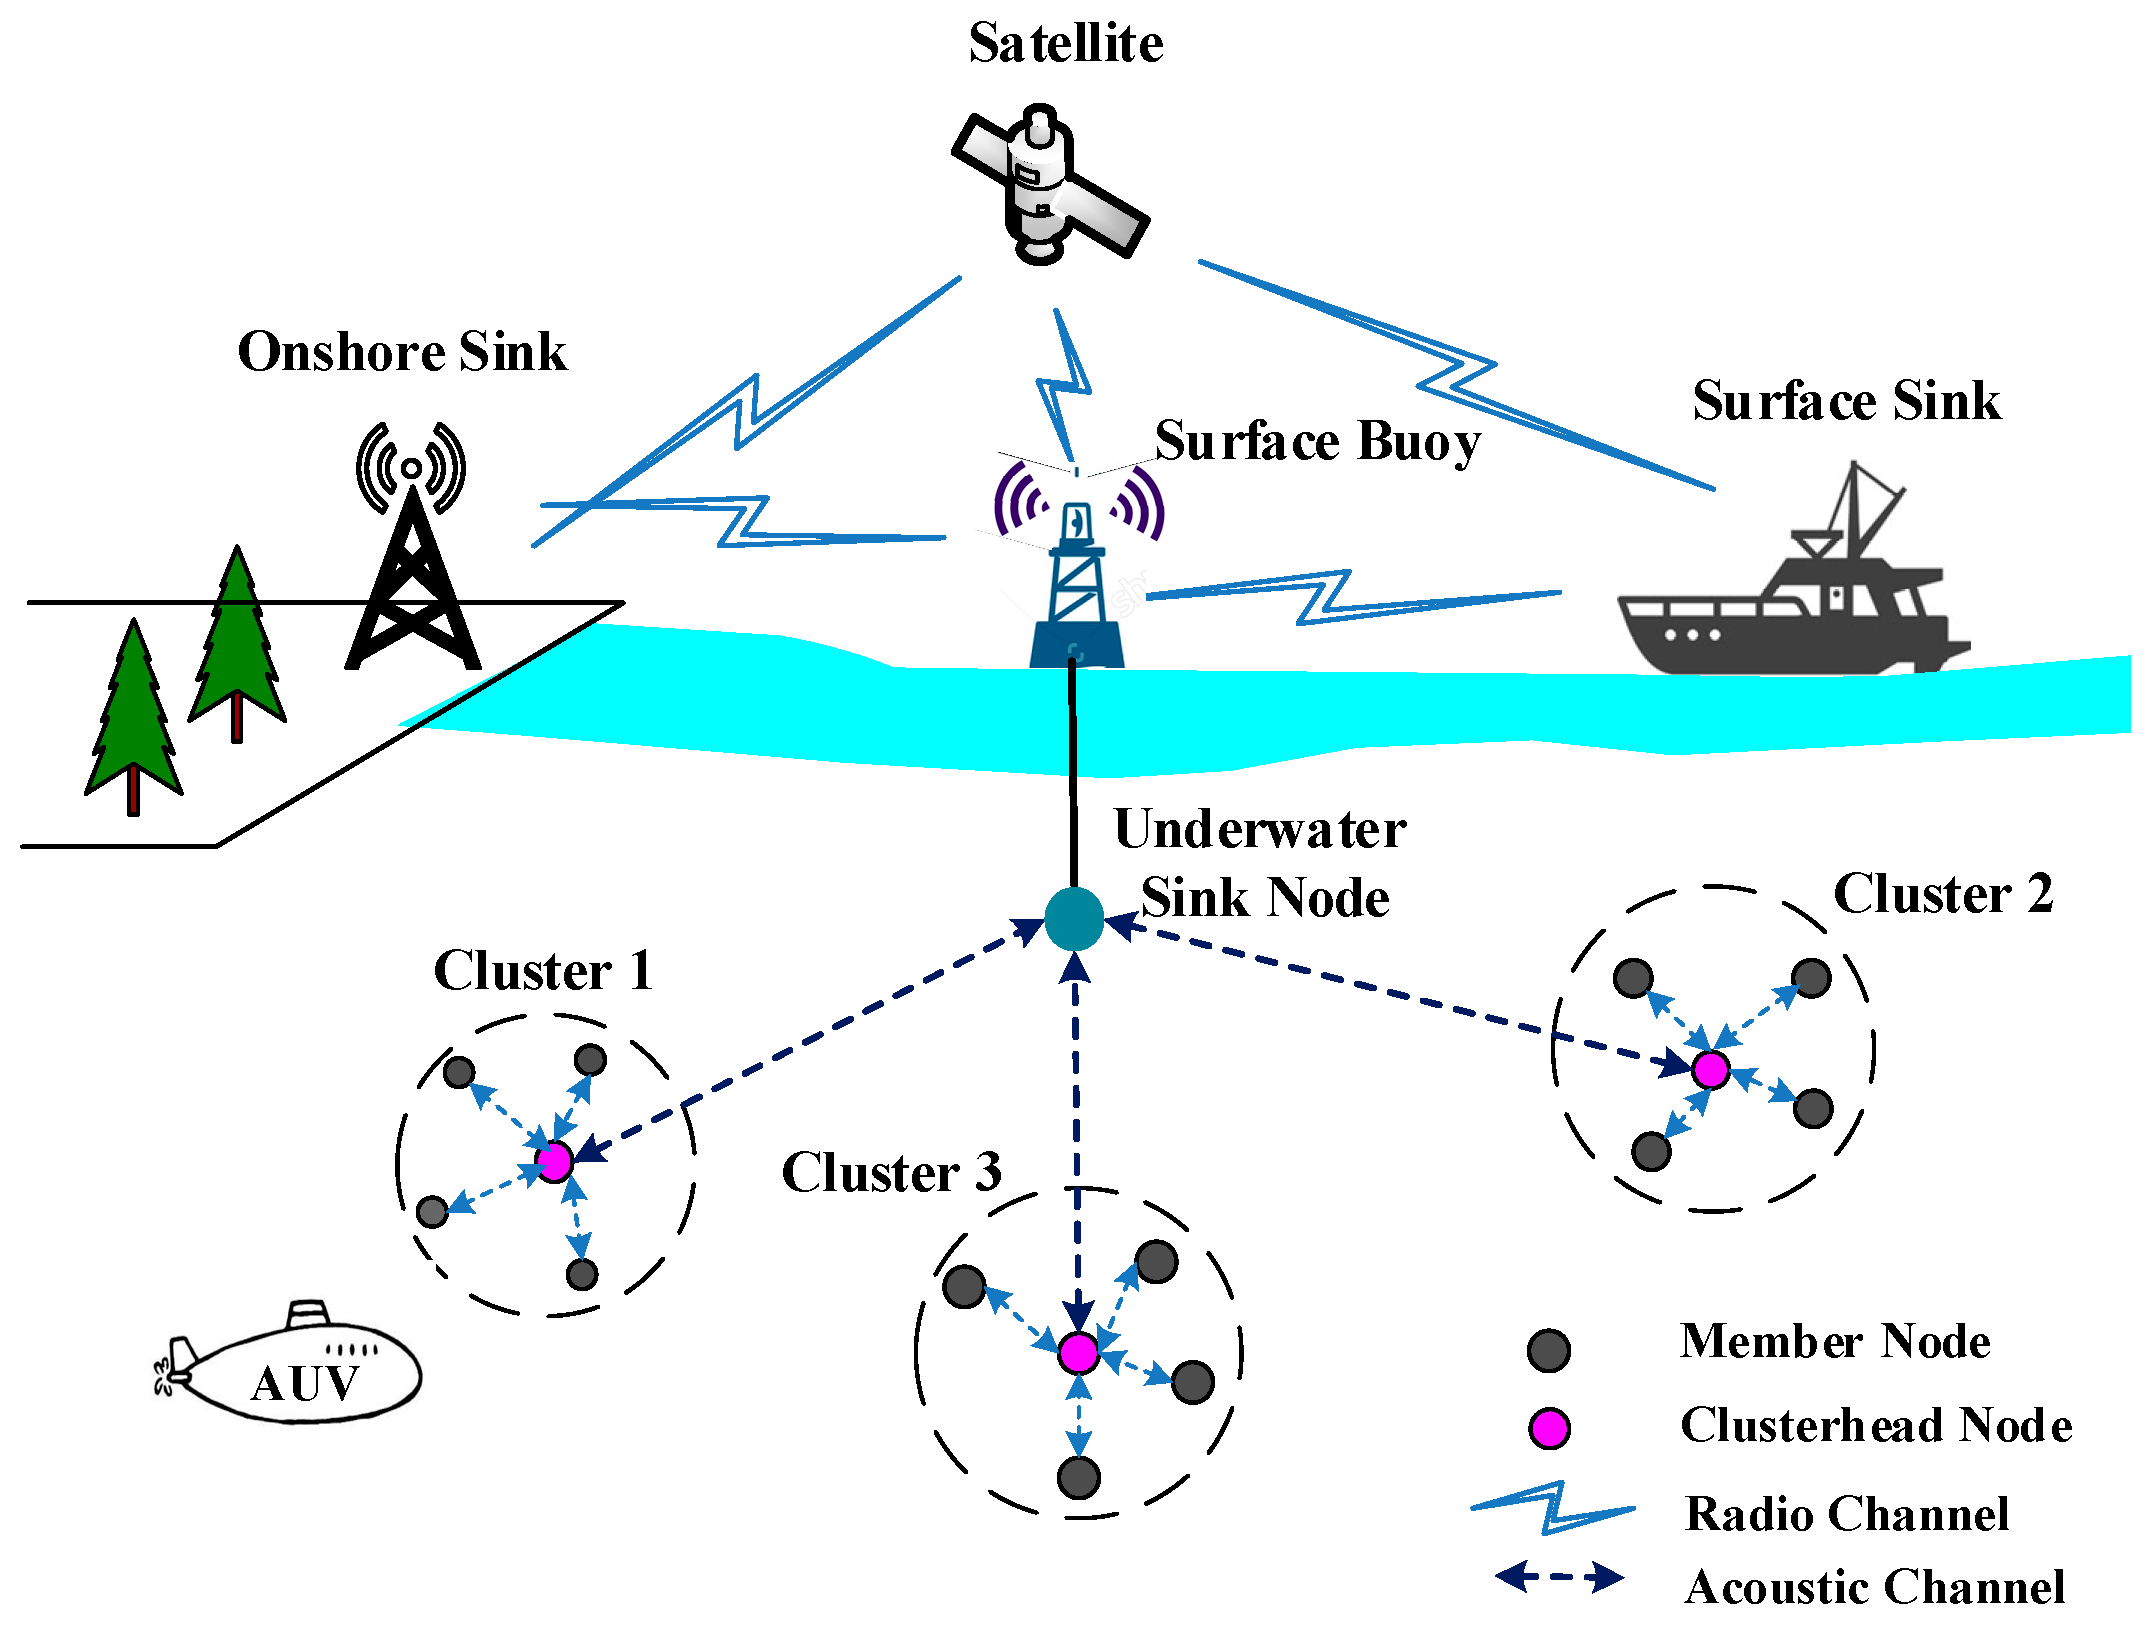 Satellite
Onshore Sink
Surface Sink
Surface Buoy
Underwater
Sink Node
Cluster 2
Cluster 1
Cluster 3
AUV
Member Node
Clusterhead Node
Radio Channel
Acoustic Channel